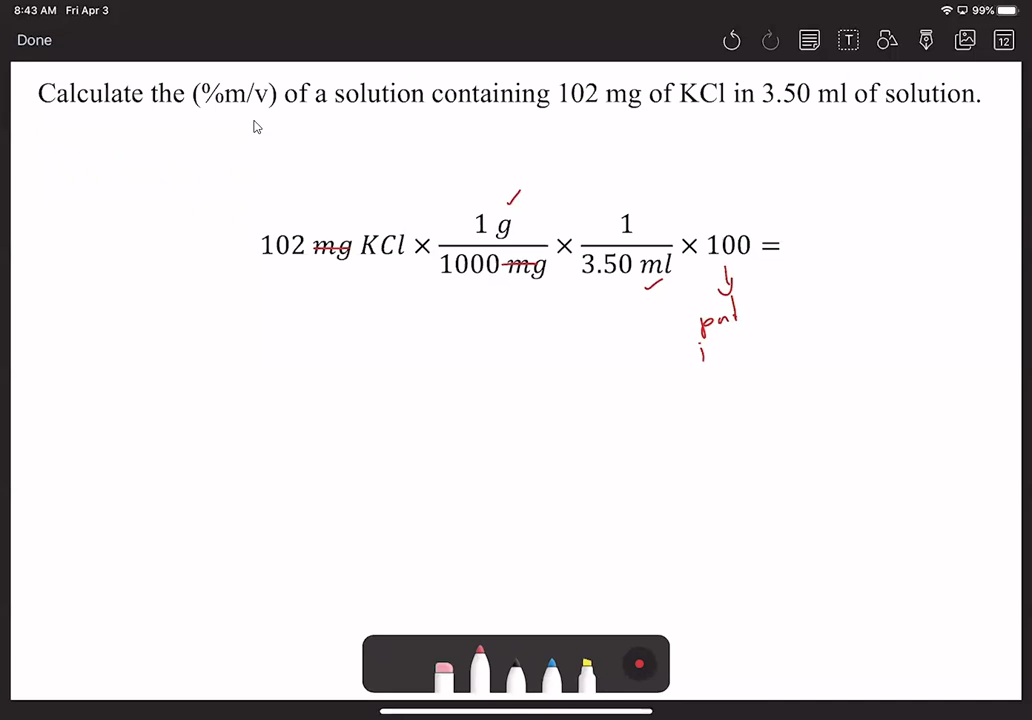 8:43 AM Fri Apr 3 99%
Done
12
Calculate the (%m/v) of a solution containing 102 mg of KCl in 3.50 ml of solution.
102 mg KCl × 1 g / 1000 mg × 1 / 3.50 ml × 100 =